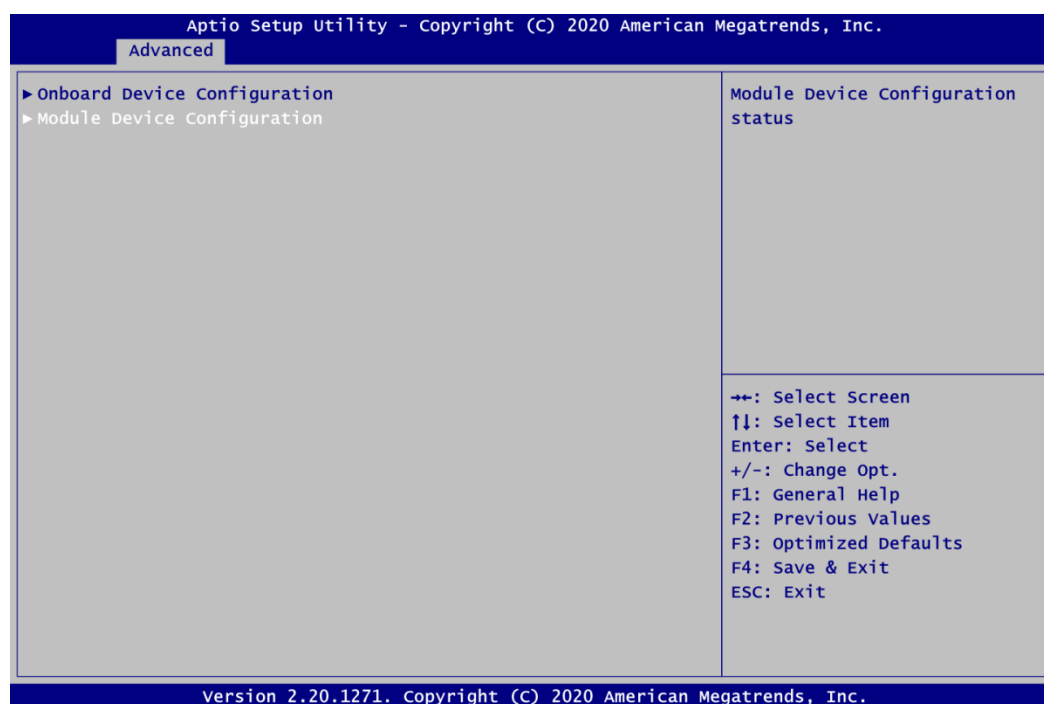 Aptio Setup Utility - Copyright (C) 2020 American Megatrends, Inc.
Advanced
►Onboard Device Configuration
►Module Device Configuration
Module Device Configuration
status
→←: Select Screen
↑↓: Select Item
Enter: Select
+/-: Change Opt.
F1: General Help
F2: Previous Values
F3: Optimized Defaults
F4: Save & Exit
ESC: Exit
Version 2.20.1271. Copyright (C) 2020 American Megatrends, Inc.